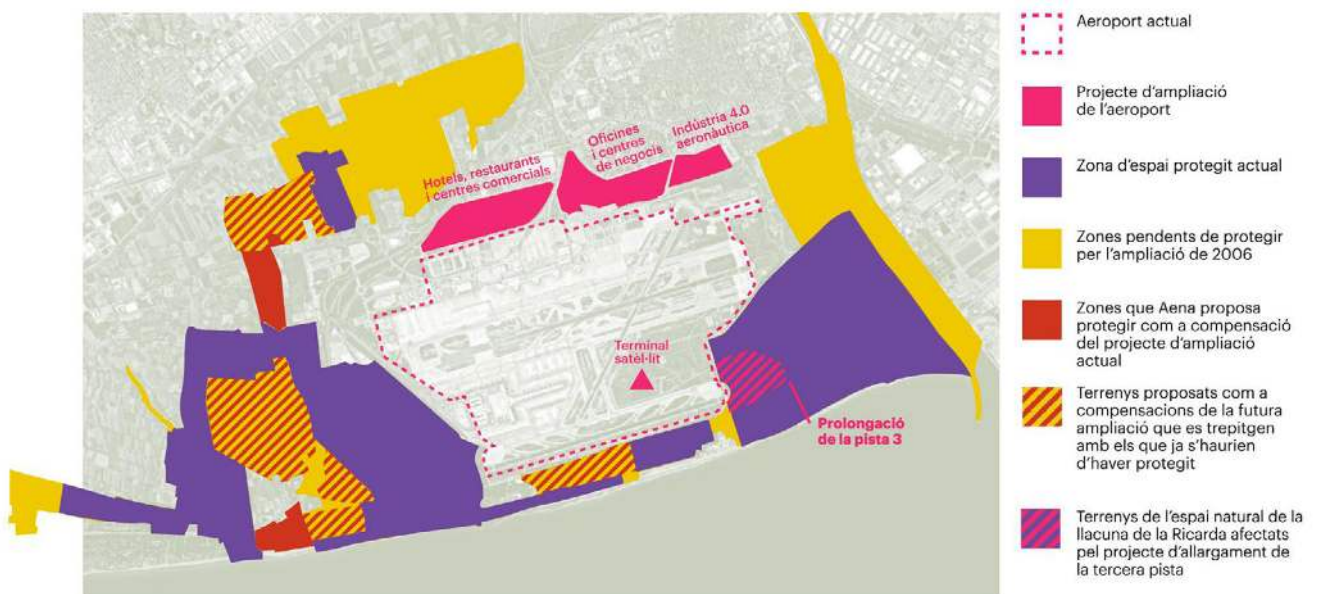 Hotels, restaurants
i centres comercials
Oficines
i centres
de negocis
Indústria 4.0
aeronàutica
Terminal
satèl·lit
Prolongació
de la pista 3
Aeroport actual
Projecte d'ampliació
de l'aeroport
Zona d'espai protegit actual
Zones pendents de protegir
per l'ampliació de 2006
Zones que Aena proposa
protegir com a compensació
del projecte d'ampliació
actual
Terrenys proposats com a
compensacions de la futura
ampliació que es trepitgen
amb els que ja s'haurien
d'haver protegit
Terrenys de l'espai natural de la
llacuna de la Ricarda afectats
pel projecte d'allargament de
la tercera pista